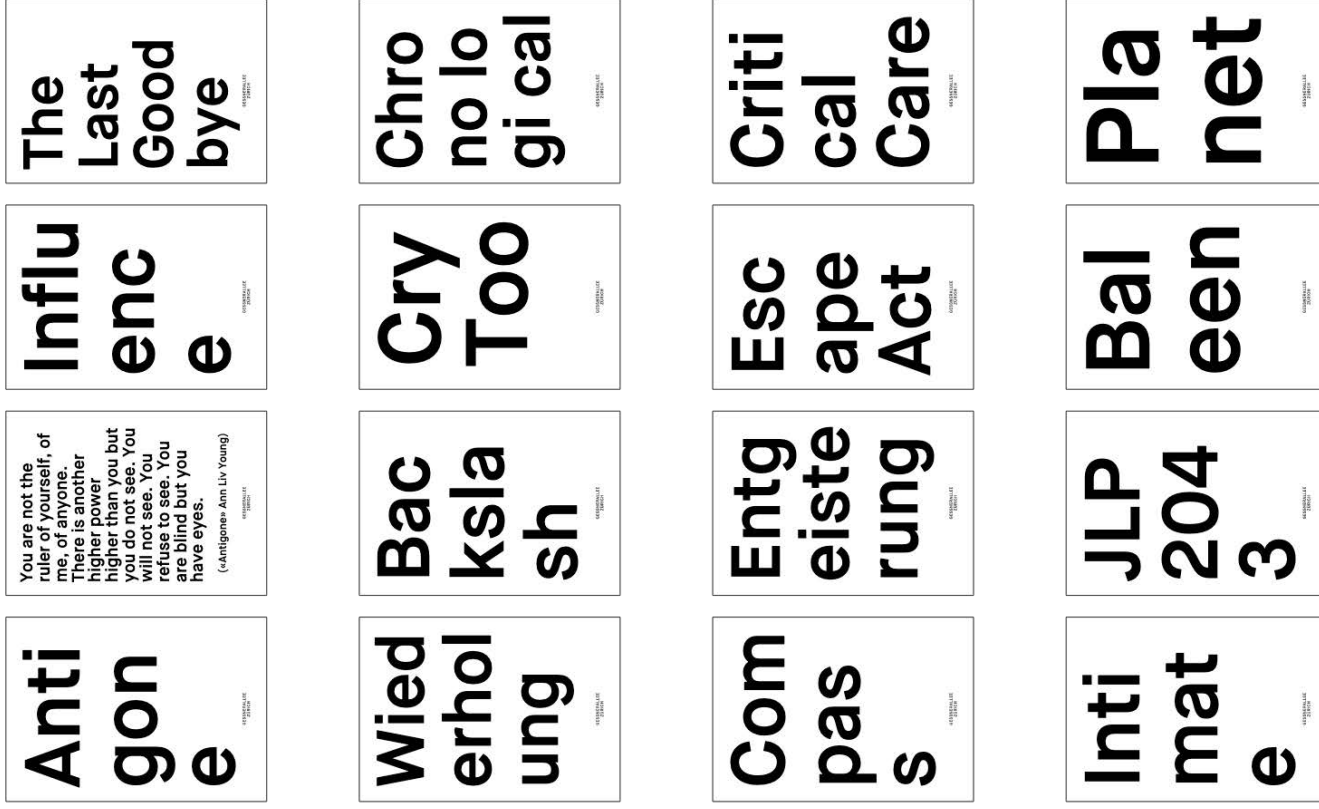 Anti
gon
e
You are not the
ruler of yourself, of
me, of anyone.
There is another
higher power
higher than you but
you do not see. You
will not see. You
refuse to see. You
are blind but you
have eyes.
(«Antigone» Ann Liv Young)
Influ
enc
e
The
Last
Good
bye
Wied
erhol
ung
Bac
ksla
sh
Cry
Too
Chro
no lo
gi cal
Com
pas
s
Entg
eiste
rung
Esc
ape
Act
Criti
cal
Care
Inti
mat
e
JLP
204
3
Bal
een
Pla
net